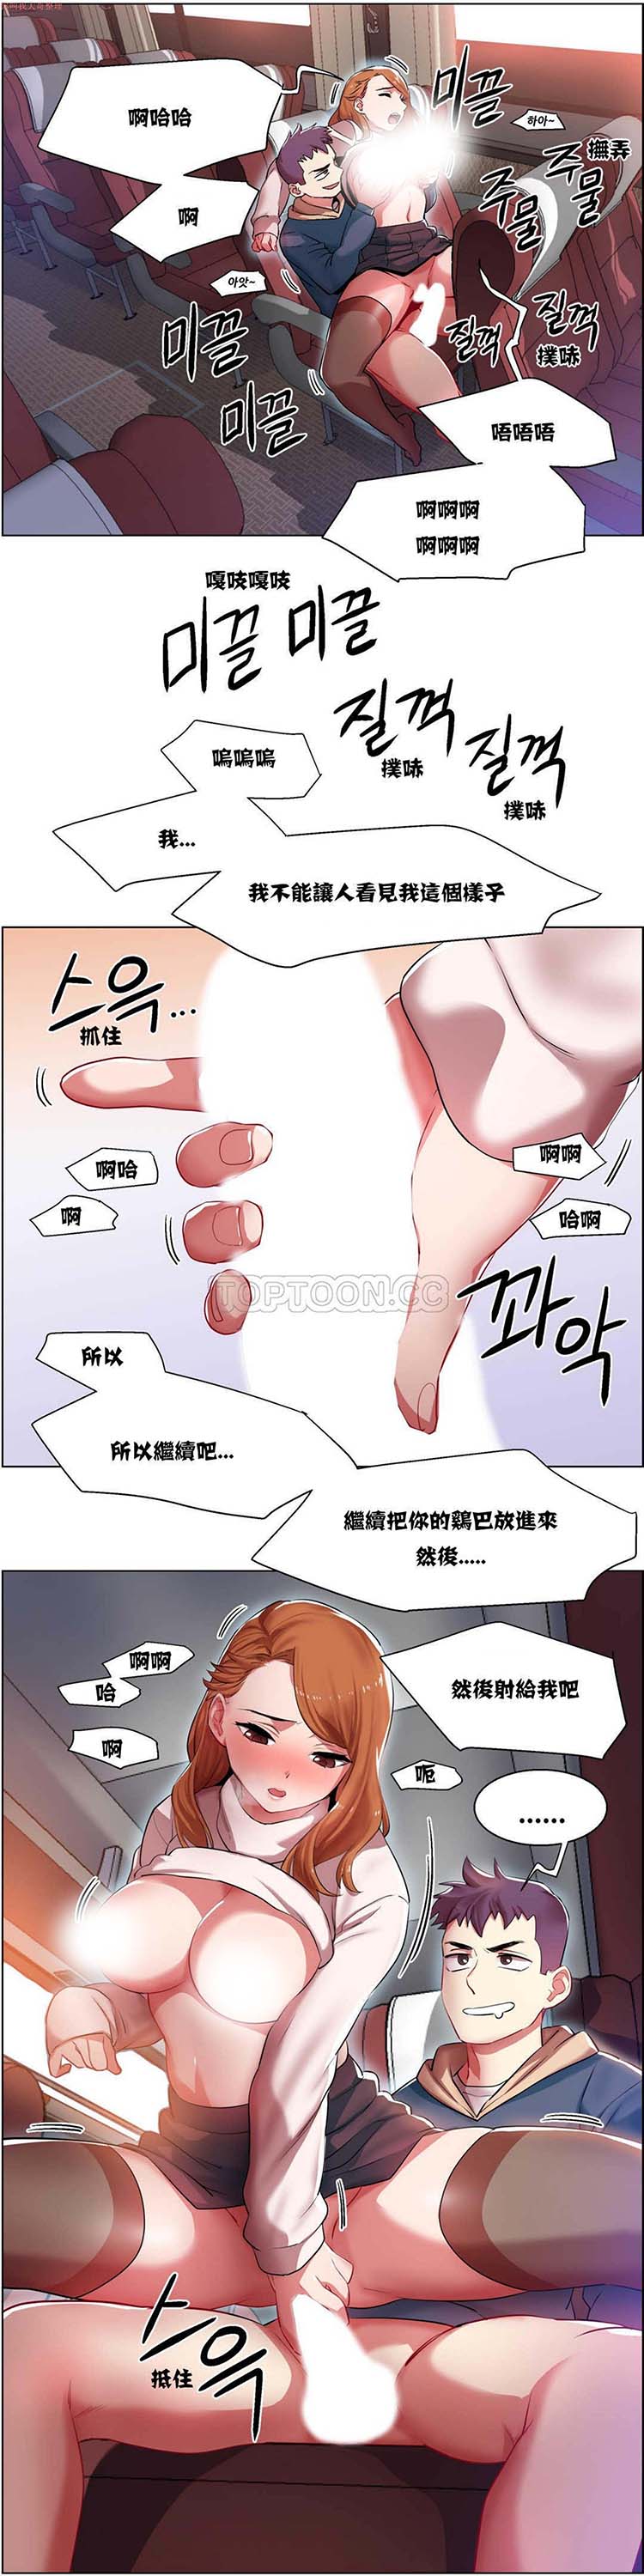 啊哈哈
미끌
하아~
撫弄
주물
주물
啊
아앗~
미끌
미끌
질꺽
질꺽
撲哧
唔唔唔
啊啊啊
啊啊啊
嘎吱嘎吱
미끌 미끌
질꺽
撲哧
질꺽
撲哧
嗚嗚嗚
我...
我不能讓人看見我這個樣子
스윽...
抓住
啊哈
啊
啊啊
哈啊
TOPTOON.CC
꽈악
所以
所以繼續吧...
繼續把你的鷄巴放進來
然後.....
啊啊
哈
啊
然後射給我吧
呃
......
스윽
抵住